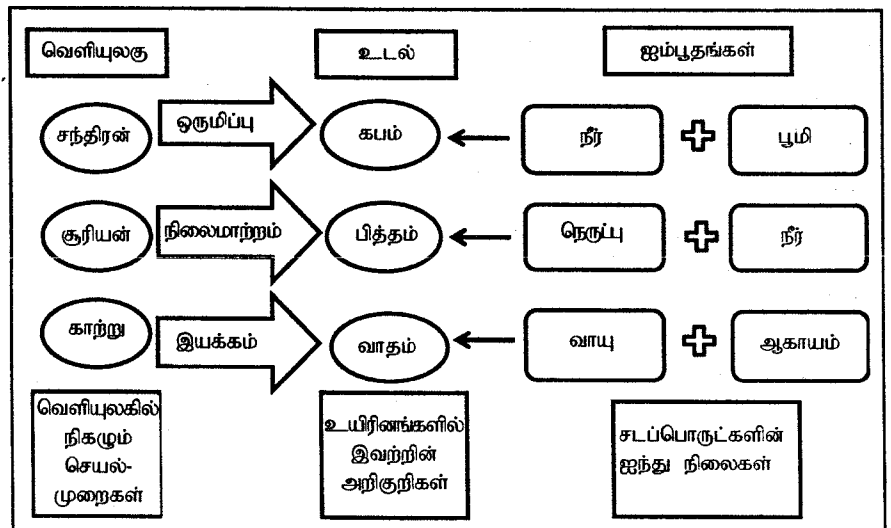 வெளியுலகு
உடல்
ஐம்பூதங்கள்
சந்திரன்
ஒருமிப்பு
கபம்
நீர்
பூமி
சூரியன்
நிலைமாற்றம்
பித்தம்
நெருப்பு
நீர்
காற்று
இயக்கம்
வாதம்
வாயு
ஆகாயம்
வெளியுலகில்
நிகழும்
செயல்-
முறைகள்
உயிரினங்களில்
இவற்றின்
அறிகுறிகள்
சடப்பொருட்களின்
ஐந்து நிலைகள்